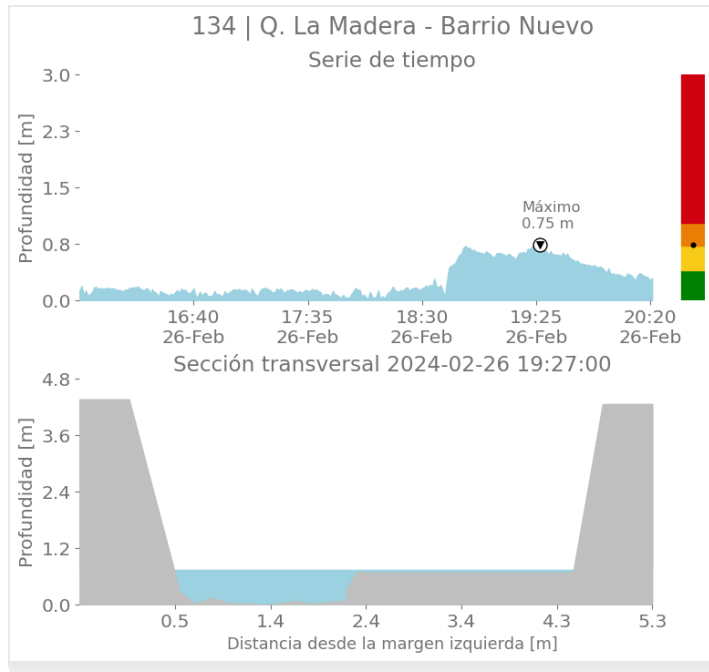 134 | Q. La Madera - Barrio Nuevo
Serie de tiempo
Profundidad [m]
3.0
2.3
1.5
0.8
0.0
Máximo
0.75 m
16:40 17:35 18:30 19:25 20:20
26-Feb 26-Feb 26-Feb 26-Feb 26-Feb
Sección transversal 2024-02-26 19:27:00
Profundidad [m]
4.8
3.6
2.4
1.2
0.0
0.5 1.4 2.4 3.4 4.3 5.3
Distancia desde la margen izquierda [m]